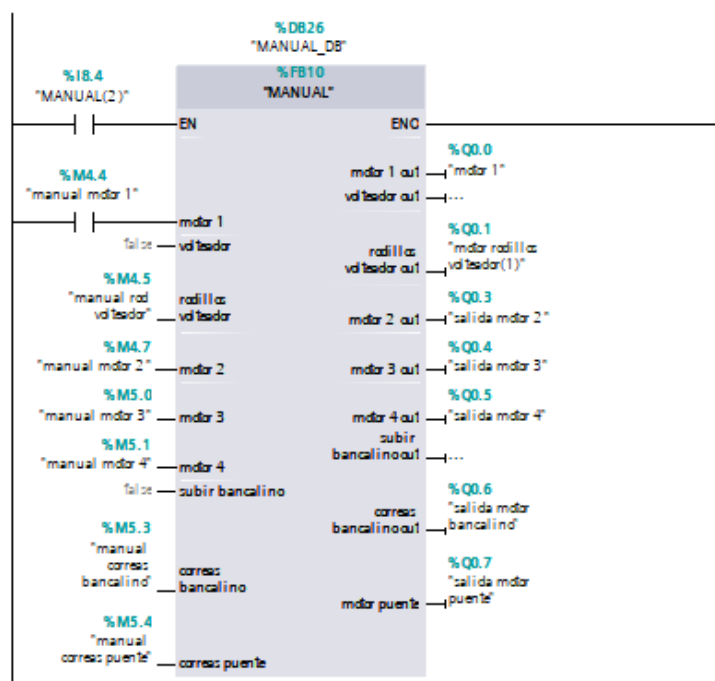 %DB26
"MANUAL_DB"
%FB10
"MANUAL"
%I8.4
"MANUAL(2)"
EN
ENO
%M4.4
"manual motor 1"
motor 1
false
volteador
%M4.5
"manual rod
volteador"
rodillos
volteador
%M4.7
"manual motor 2"
motor 2
%M5.0
"manual motor 3"
motor 3
%M5.1
"manual motor 4"
motor 4
false
subir bancalino
%M5.3
"manual
correas
bancalino"
correas
bancalino
%M5.4
"manual
correas puente"
correas puente
motor 1 out
%Q0.0
"motor 1"
volteador out
...
rodillos
volteador out
%Q0.1
"motor rodillos
volteador(1)"
motor 2 out
%Q0.3
"salida motor 2"
motor 3 out
%Q0.4
"salida motor 3"
motor 4 out
%Q0.5
"salida motor 4"
subir
bancalino out
...
correas
bancalino out
%Q0.6
"salida motor
bancalino"
motor puente
%Q0.7
"salida motor
puente"